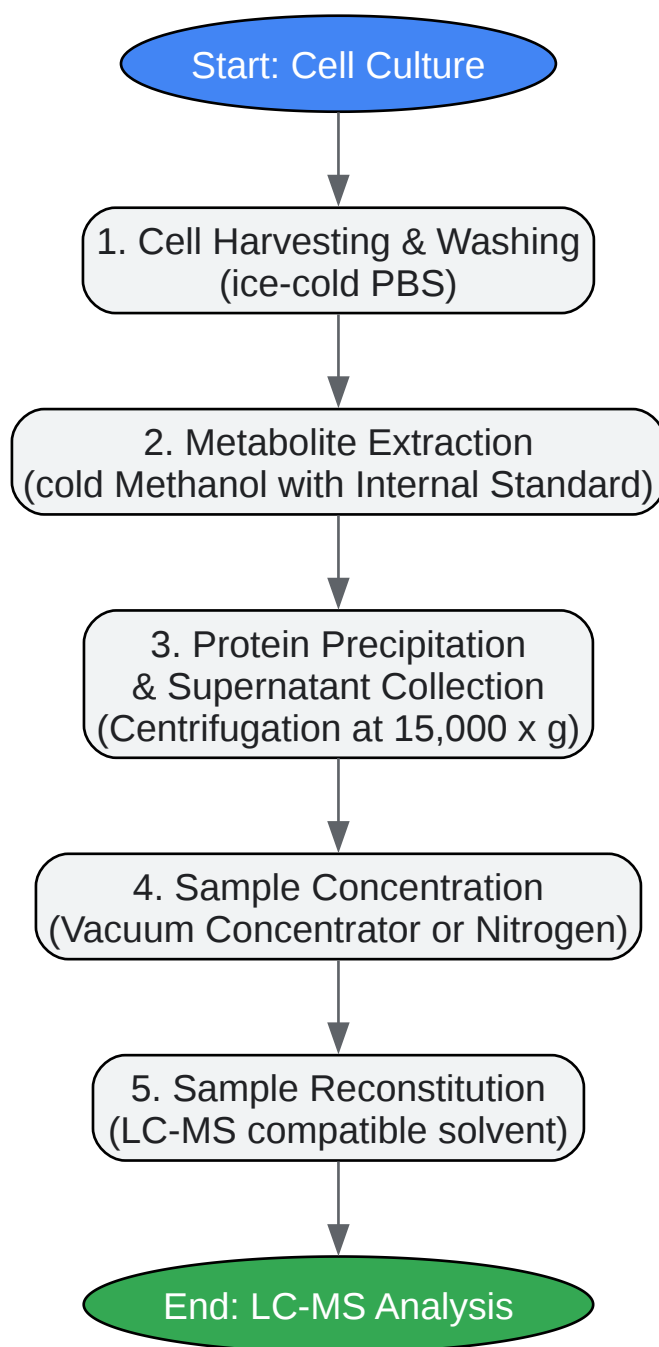 Start: Cell Culture
1. Cell Harvesting & Washing
(ice-cold PBS)
2. Metabolite Extraction
(cold Methanol with Internal Standard)
3. Protein Precipitation
& Supernatant Collection
(Centrifugation at 15,000 x g)
4. Sample Concentration
(Vacuum Concentrator or Nitrogen)
5. Sample Reconstitution
(LC-MS compatible solvent)
End: LC-MS Analysis